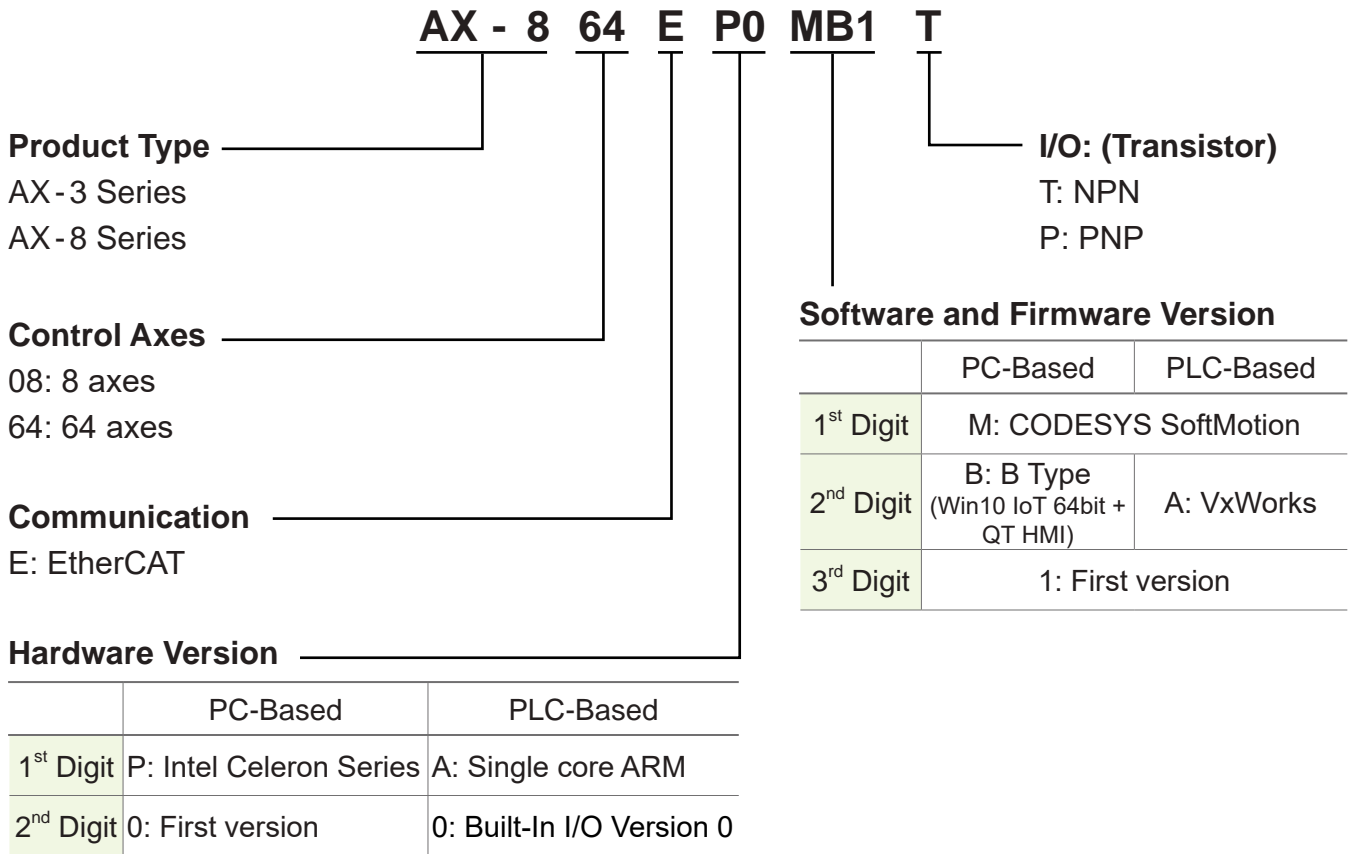 AX - 8 64 E P0 MB1 T
Product Type
AX-3 Series
AX-8 Series
I/O: (Transistor)
T: NPN
P: PNP
Control Axes
08: 8 axes
64: 64 axes
Communication
E: EtherCAT
Software and Firmware Version
PC-Based PLC-Based
1st Digit M: CODESYS SoftMotion
2nd Digit B: B Type
(Win10 IoT 64bit +
QT HMI)
A: VxWorks
3rd Digit 1: First version
Hardware Version
PC-Based PLC-Based
1st Digit P: Intel Celeron Series A: Single core ARM
2nd Digit 0: First version 0: Built-In I/O Version 0